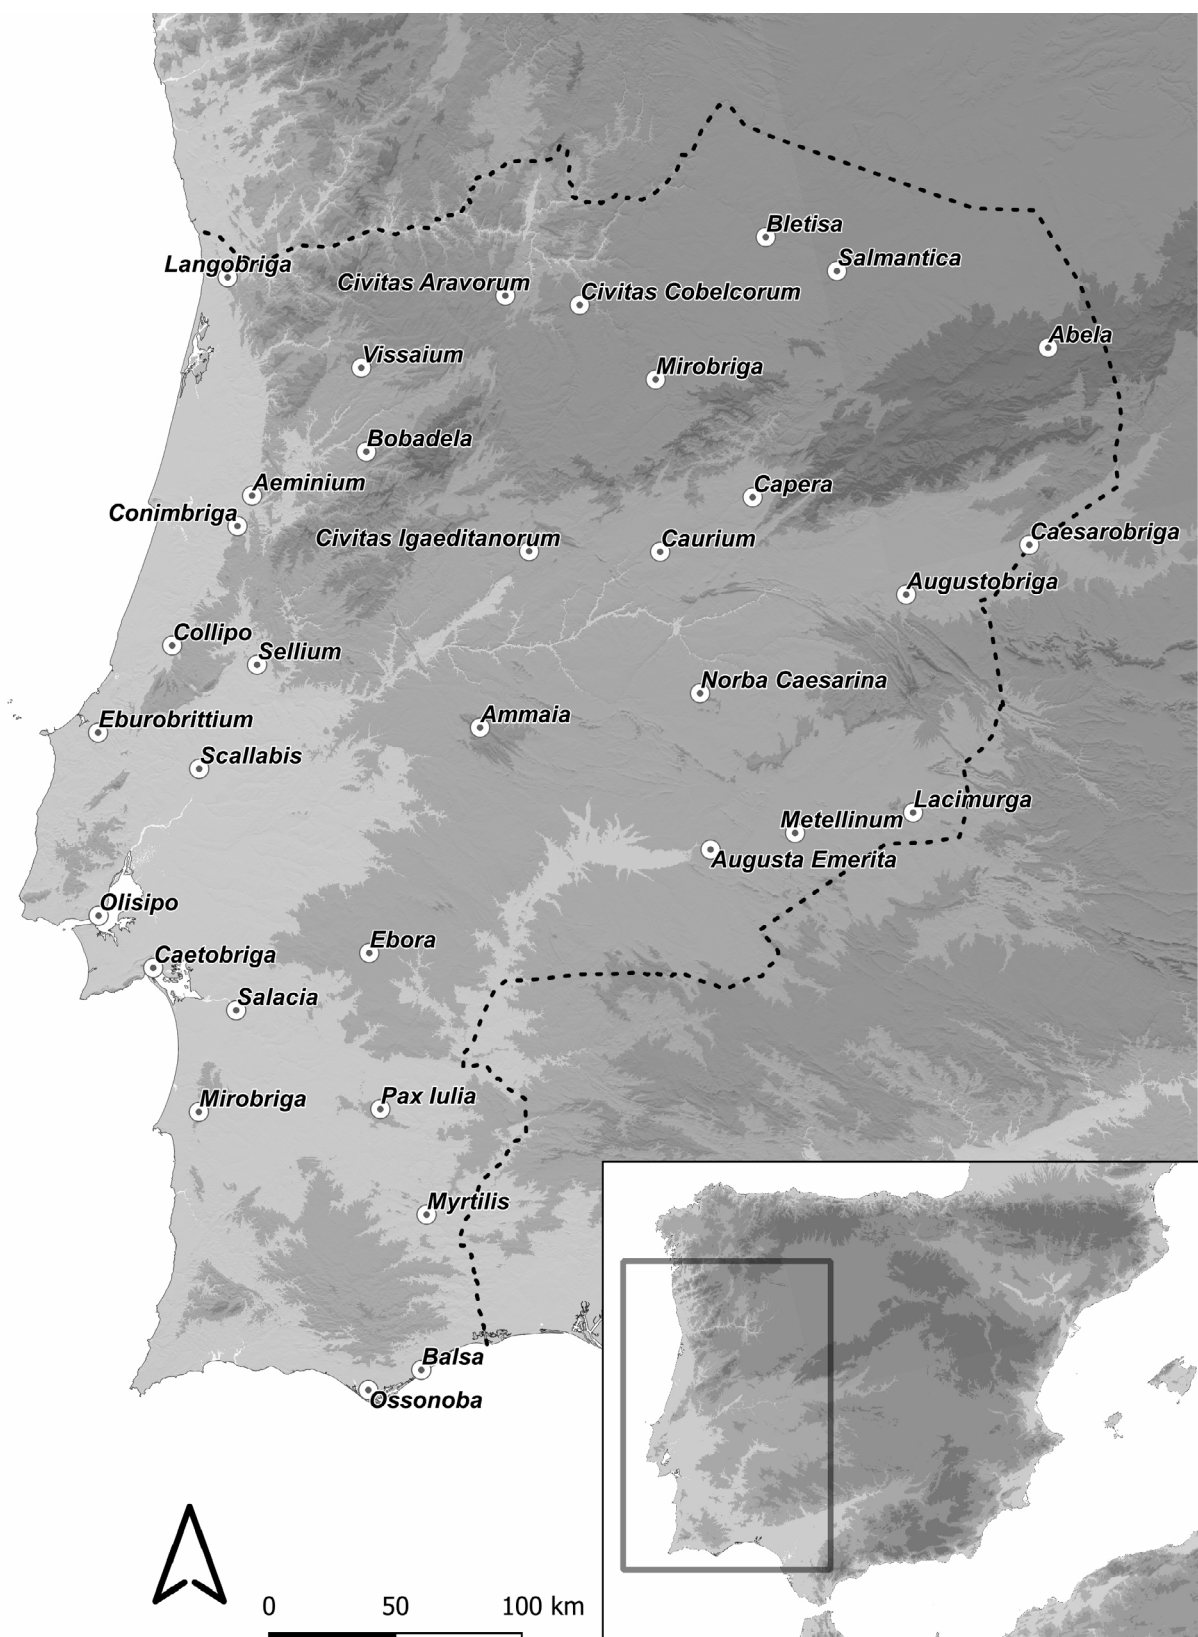 Bletisa
Salmantica
Langobriga
Civitas Aravorum
Civitas Cobelcorum
Abela
Vissaium
Mirobriga
Bobadela
Aeminium
Capera
Conimbriga
Civitas Igaeditanorum
Caurium
Caesarobriga
Augustobriga
Collipo
Sellium
Norba Caesarina
Eburobrittium
Ammaia
Scallabis
Lacimurga
Metellinum
Augusta Emerita
Olisipo
Ebora
Caetobriga
Salacia
Mirobriga
Pax Iulia
Myrtilis
Balsa
Ossonoba
0 50 100 km